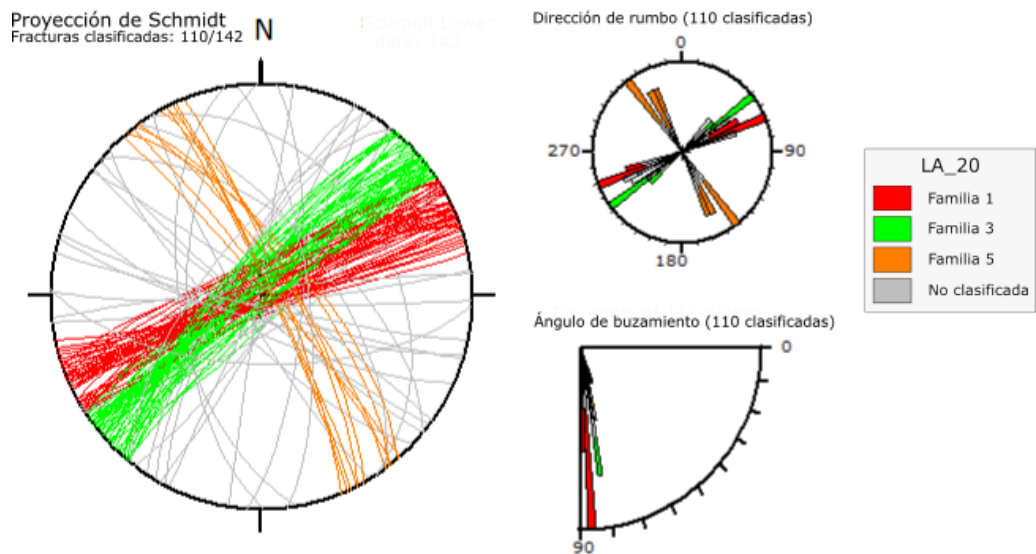 Proyección de Schmidt
Fracturas clasificadas: 110/142
N
Schmidt Lower
data: 142
Dirección de rumbo (110 clasificadas)
0
270
90
180
LA_20
Familia 1
Familia 3
Familia 5
No clasificada
Ángulo de buzamiento (110 clasificadas)
0
90